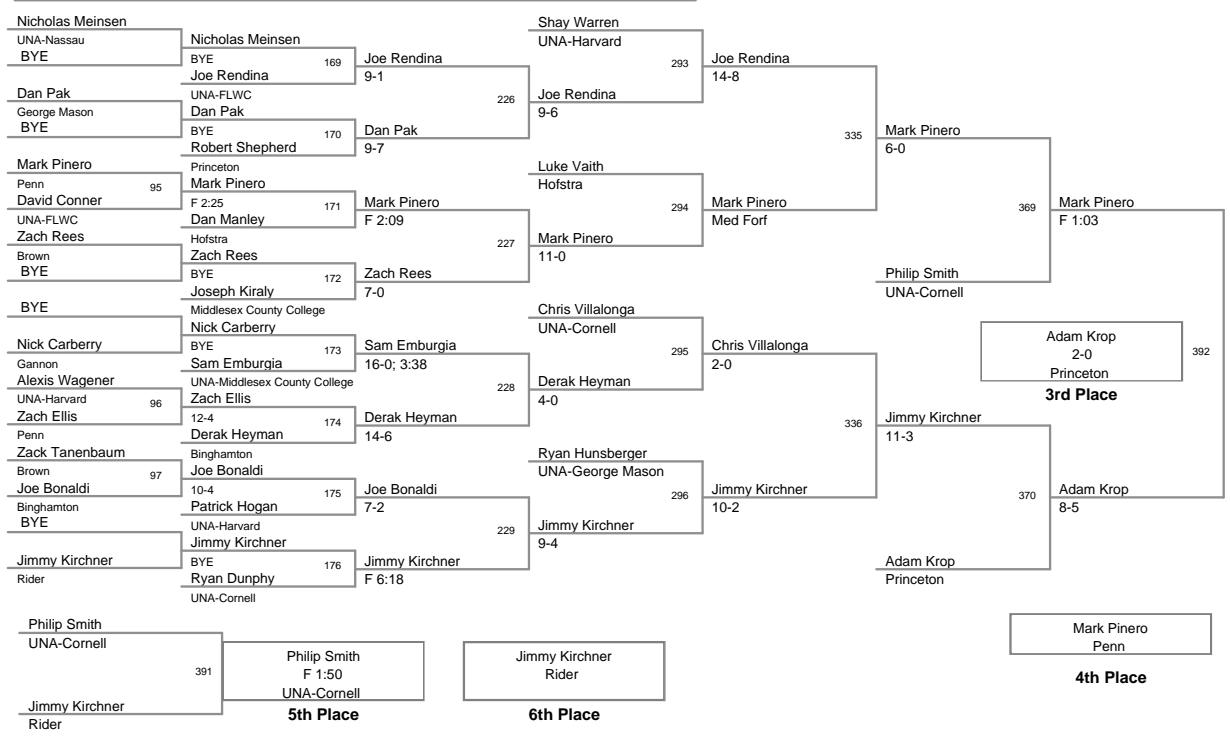 Nicholas Meinsen
UNA-Nassau
BYE
Dan Pak
George Mason
BYE
Mark Pinero
Penn
95
David Conner
UNA-FLWC
Zach Rees
Brown
BYE
BYE
Nick Carberry
Gannon
Alexis Wagener
UNA-Harvard
96
Zach Ellis
Penn
Zack Tanenbaum
Brown
97
Joe Bonaldi
Binghamton
BYE
Jimmy Kirchner
Rider
Nicholas Meinsen
BYE
169
Joe Rendina
UNA-FLWC
Dan Pak
BYE
170
Robert Shepherd
Princeton
Mark Pinero
F 2:25
171
Dan Manley
Hofstra
Zach Rees
BYE
172
Joseph Kiraly
Middlesex County College
Nick Carberry
BYE
173
Sam Emburgia
UNA-Middlesex County College
Zach Ellis
12-4
174
Derak Heyman
Binghamton
Joe Bonaldi
10-4
175
Patrick Hogan
UNA-Harvard
Jimmy Kirchner
BYE
176
Ryan Dunphy
UNA-Cornell
Joe Rendina
9-1
226
Dan Pak
9-7
Mark Pinero
F 2:09
227
Zach Rees
7-0
Sam Emburgia
16-0; 3:38
228
Derak Heyman
14-6
Joe Bonaldi
7-2
229
Jimmy Kirchner
F 6:18
Shay Warren
UNA-Harvard
293
Joe Rendina
9-6
Luke Vaith
Hofstra
294
Mark Pinero
11-0
Chris Villalonga
UNA-Cornell
295
Derak Heyman
4-0
Ryan Hunsberger
UNA-George Mason
296
Jimmy Kirchner
9-4
Joe Rendina
14-8
335
Mark Pinero
Med Forf
Chris Villalonga
2-0
336
Jimmy Kirchner
10-2
Mark Pinero
6-0
369
Philip Smith
UNA-Cornell
Jimmy Kirchner
11-3
370
Adam Krop
Princeton
Mark Pinero
F 1:03
392
Adam Krop
8-5
Adam Krop
2-0
Princeton
3rd Place
Mark Pinero
Penn
4th Place
Philip Smith
UNA-Cornell
391
Jimmy Kirchner
Rider
Philip Smith
F 1:50
UNA-Cornell
5th Place
Jimmy Kirchner
Rider
6th Place